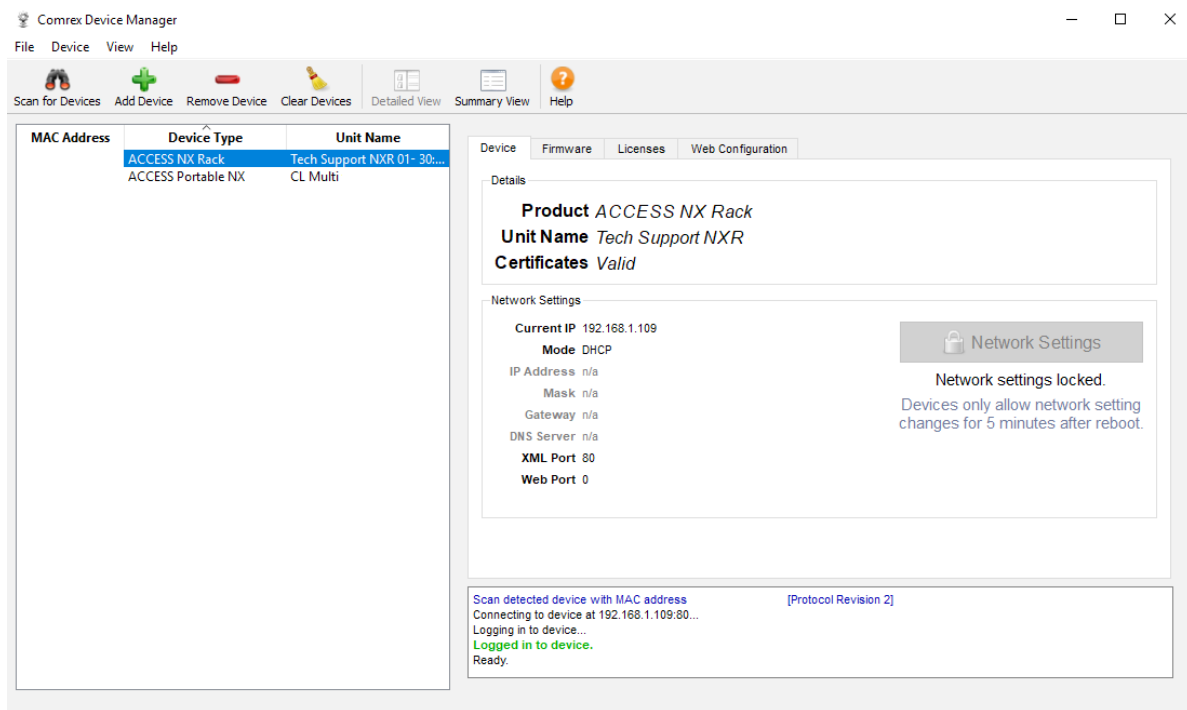 Comrex Device Manager
File Device View Help
Scan for Devices Add Device Remove Device Clear Devices Detailed View Summary View Help
MAC Address Device Type Unit Name
ACCESS NX Rack Tech Support NXR 01- 30:...
ACCESS Portable NX CL Multi
Device Firmware Licenses Web Configuration
Details
Product ACCESS NX Rack
Unit Name Tech Support NXR
Certificates Valid
Network Settings
Current IP 192.168.1.109
Mode DHCP
IP Address n/a
Mask n/a
Gateway n/a
DNS Server n/a
XML Port 80
Web Port 0
Network Settings
Network settings locked.
Devices only allow network setting
changes for 5 minutes after reboot.
Scan detected device with MAC address [Protocol Revision 2]
Connecting to device at 192.168.1.109:80...
Logging in to device...
Logged in to device.
Ready.